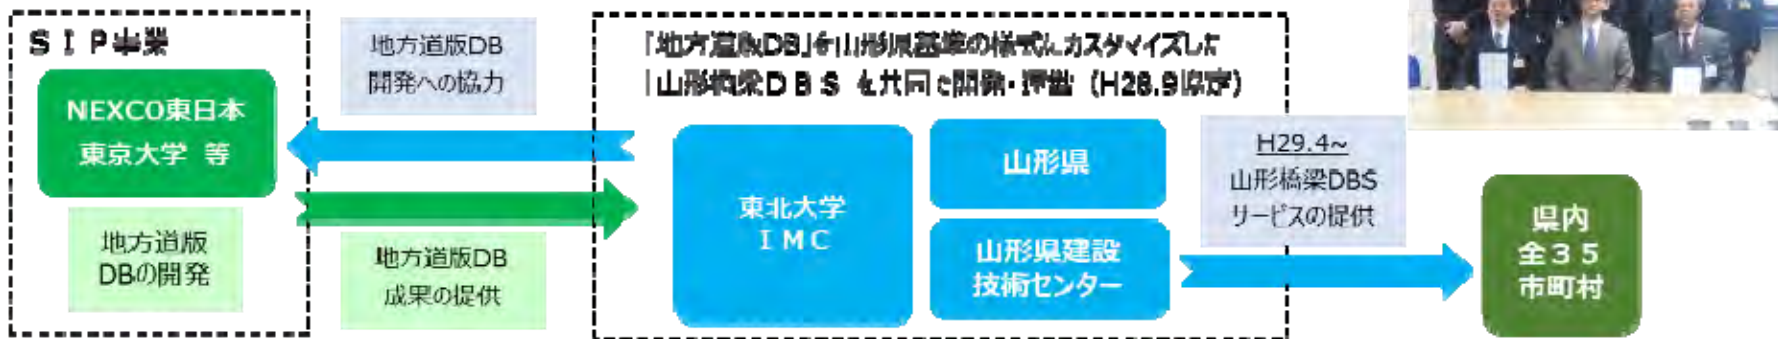 SIP事業
NEXCO東日本
東京大学 等
地方道版
DBの開発
地方道版DB
開発への協力
地方道版DB
成果の提供
「地方道版DB」を山形県基準の様式にカスタマイズした
「山形橋梁DBS」を共同で開発・運営（H28.9協定）
東北大学
IMC
山形県
山形県建設
技術センター
H29.4~
山形橋梁DBS
サービスの提供
県内
全35
市町村